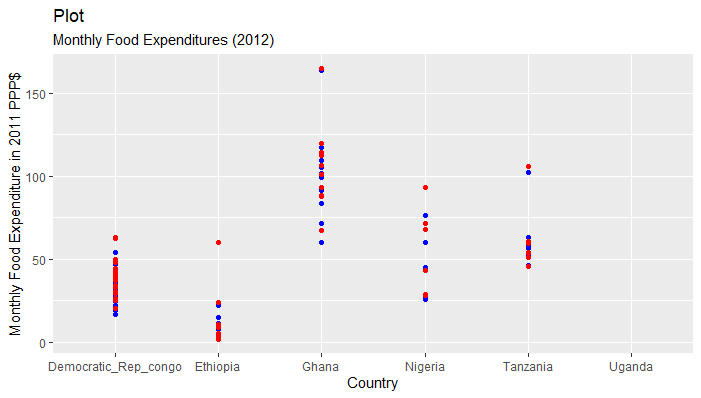 Plot
Monthly Food Expenditures (2012)
Monthly Food Expenditure in 2011 PPP$
150
100
50
0
Democratic_Rep_congo Ethiopia Ghana Nigeria Tanzania Uganda
Country